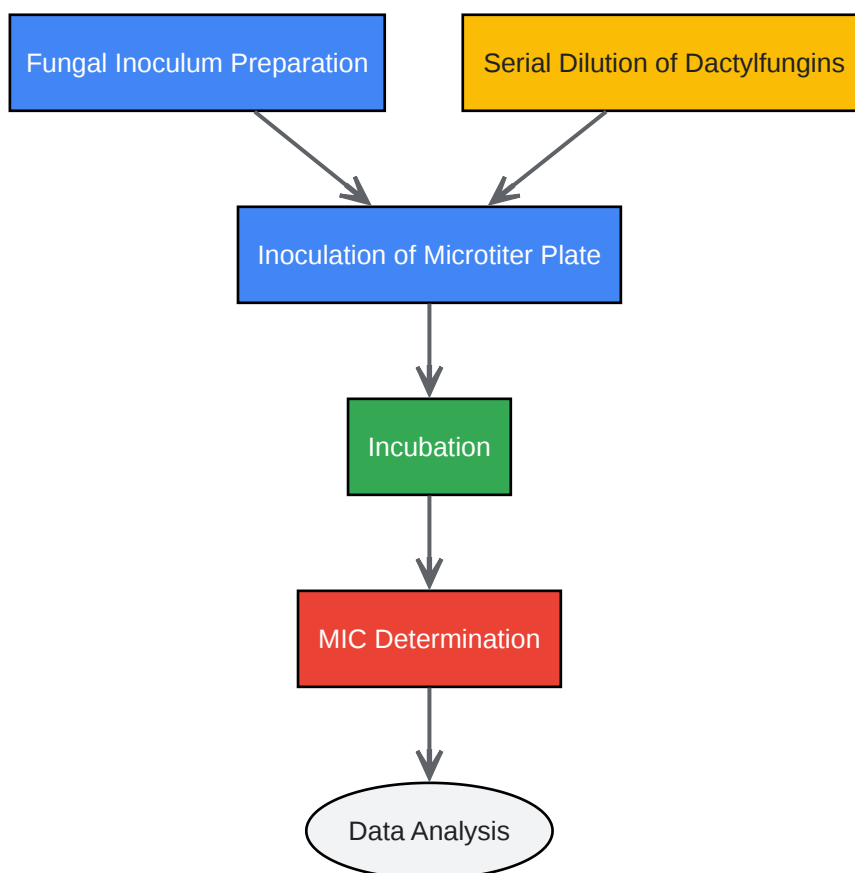 Fungal Inoculum Preparation
Serial Dilution of Dactylfungins
Inoculation of Microtiter Plate
Incubation
MIC Determination
Data Analysis